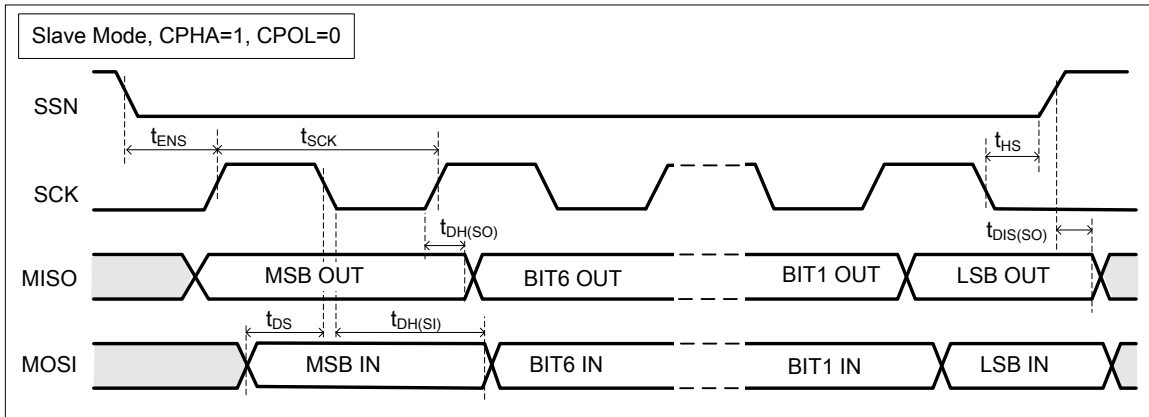 Slave Mode, CPHA=1, CPOL=0
SSN
tENS
tSCK
tHS
SCK
tDH(SO)
tDIS(SO)
MISO
MSB OUT
BIT6 OUT
BIT1 OUT
LSB OUT
tDS
tDH(SI)
MOSI
MSB IN
BIT6 IN
BIT1 IN
LSB IN